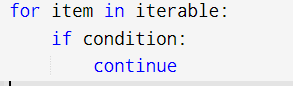 for item in iterable:
    if condition:
        continue